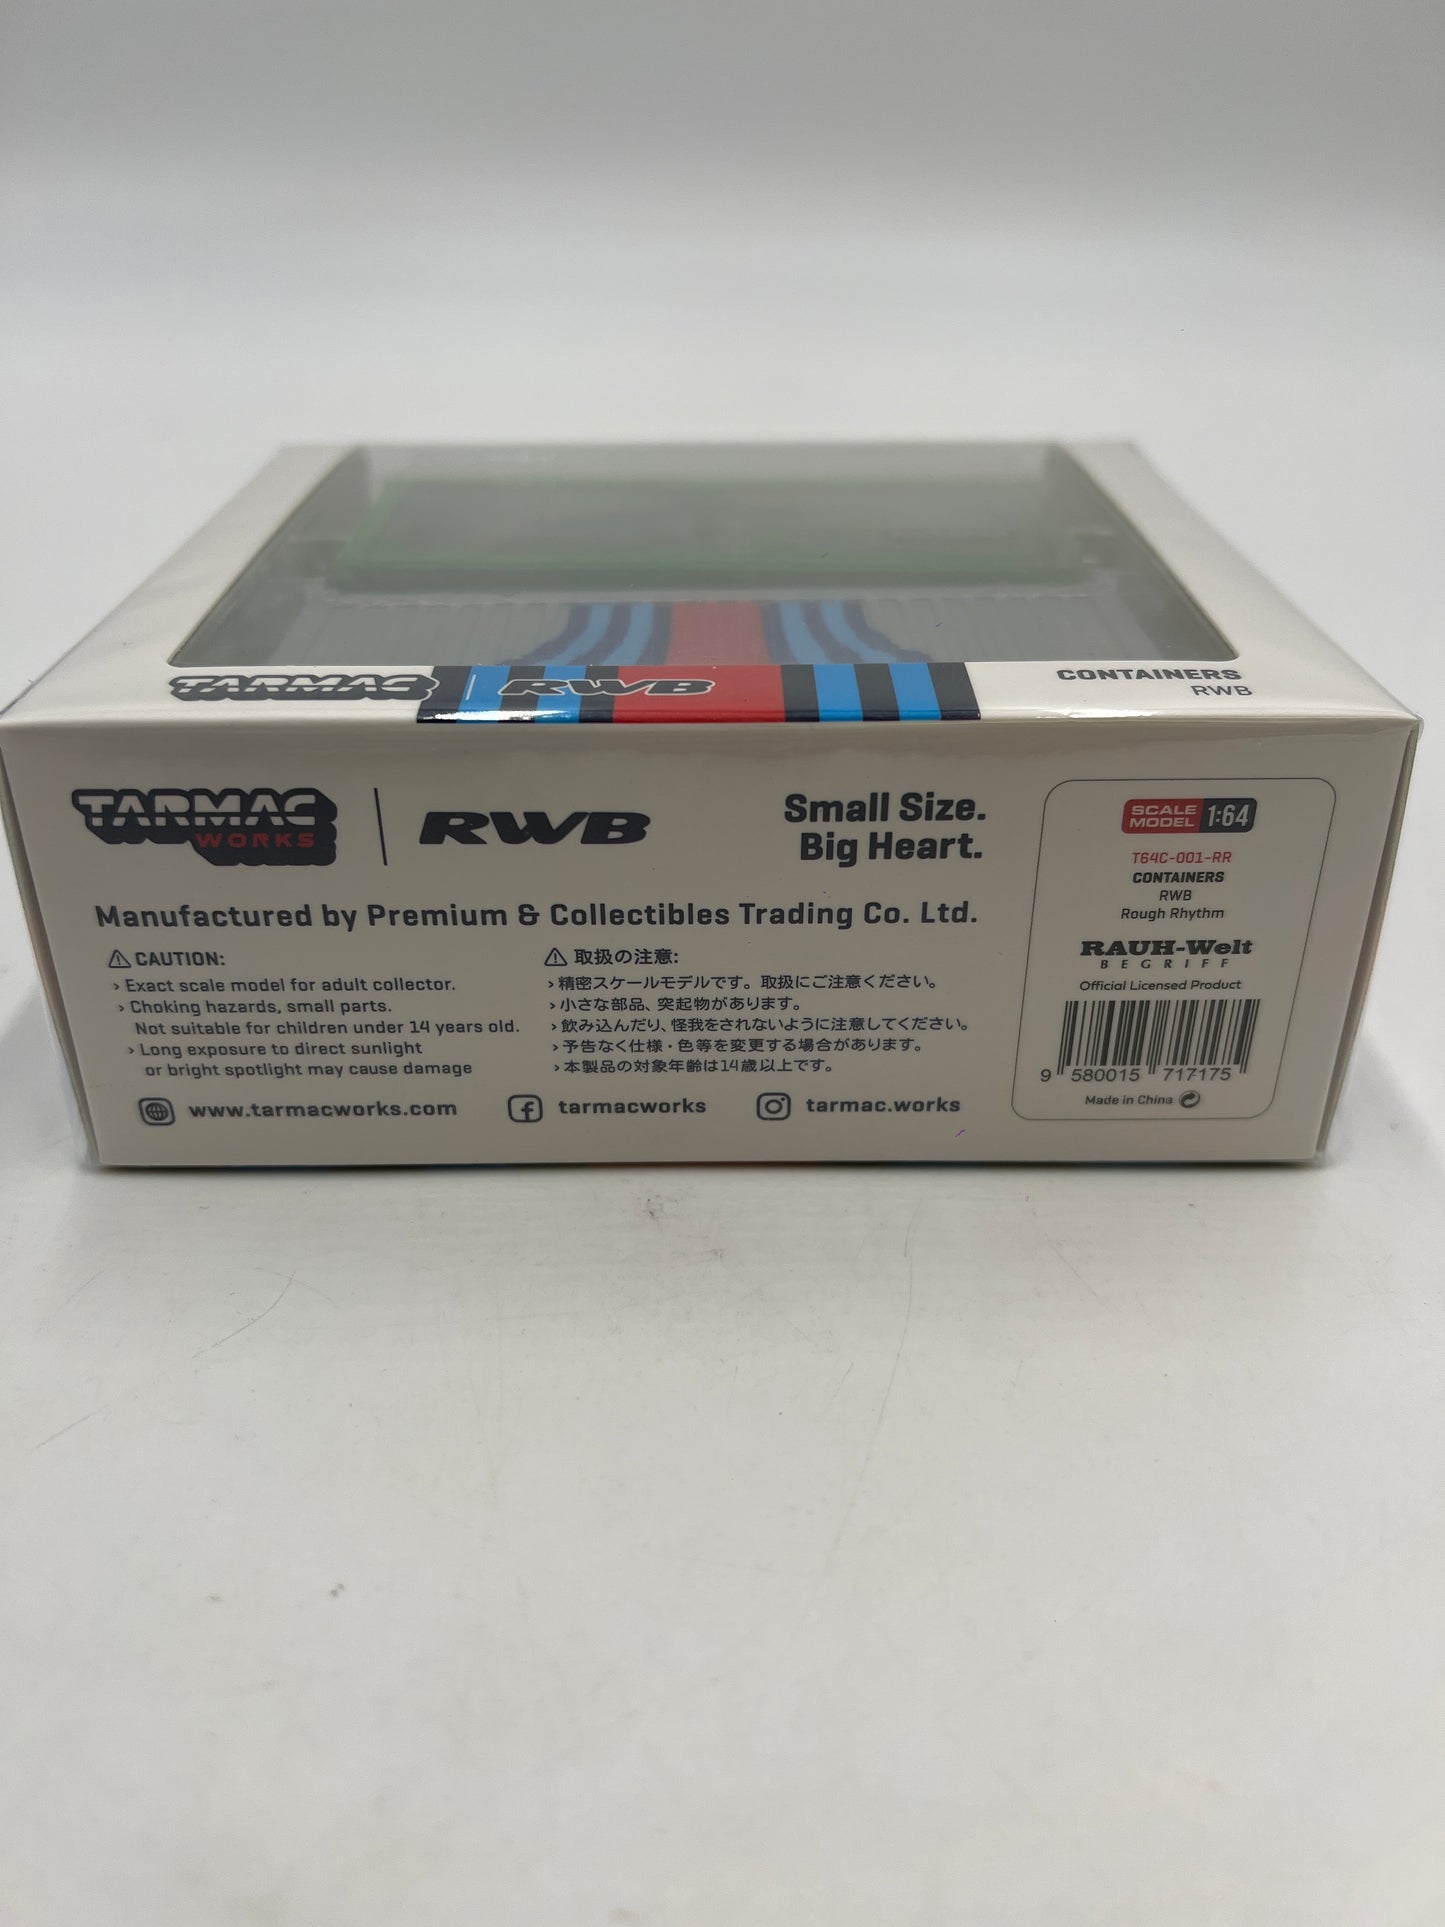 TARMAC RWB
CONTAINERS
RWB
TARMAC
WORKS
RWB
Small Size.
Big Heart.
Manufactured by Premium & Collectibles Trading Co. Ltd.
CAUTION:
› Exact scale model for adult collector.
› Choking hazards, small parts.
Not suitable for children under 14 years old.
› Long exposure to direct sunlight
or bright spotlight may cause damage
取扱の注意:
›精密スケールモデルです。取扱にご注意ください。
›小さな部品、突起物があります。
›飲み込んだり、怪我をされないように注意してください。
›予告なく仕様・色等を変更する場合があります。
›本製品の対象年齢は14歳以上です。
www.tarmacworks.com tarmacworks tarmac.works
SCALE
MODEL 1:64
T64C-001-RR
CONTAINERS
RWB
Rough Rhythm
RAUH-Welt
BEGRIFF
Official Licensed Product
9 580015 717175
Made in China